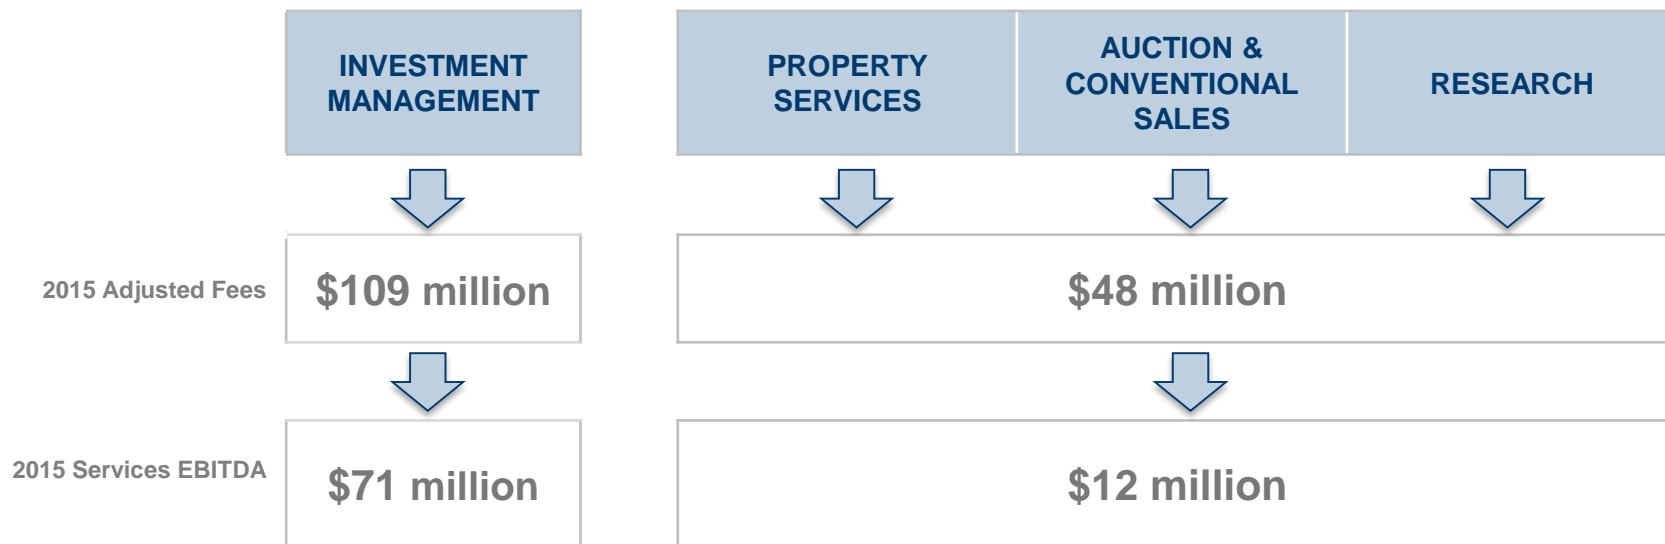 INVESTMENT
MANAGEMENT
PROPERTY
SERVICES
AUCTION &
CONVENTIONAL
SALES
RESEARCH
2015 Adjusted Fees
$109 million
$48 million
2015 Services EBITDA
$71 million
$12 million